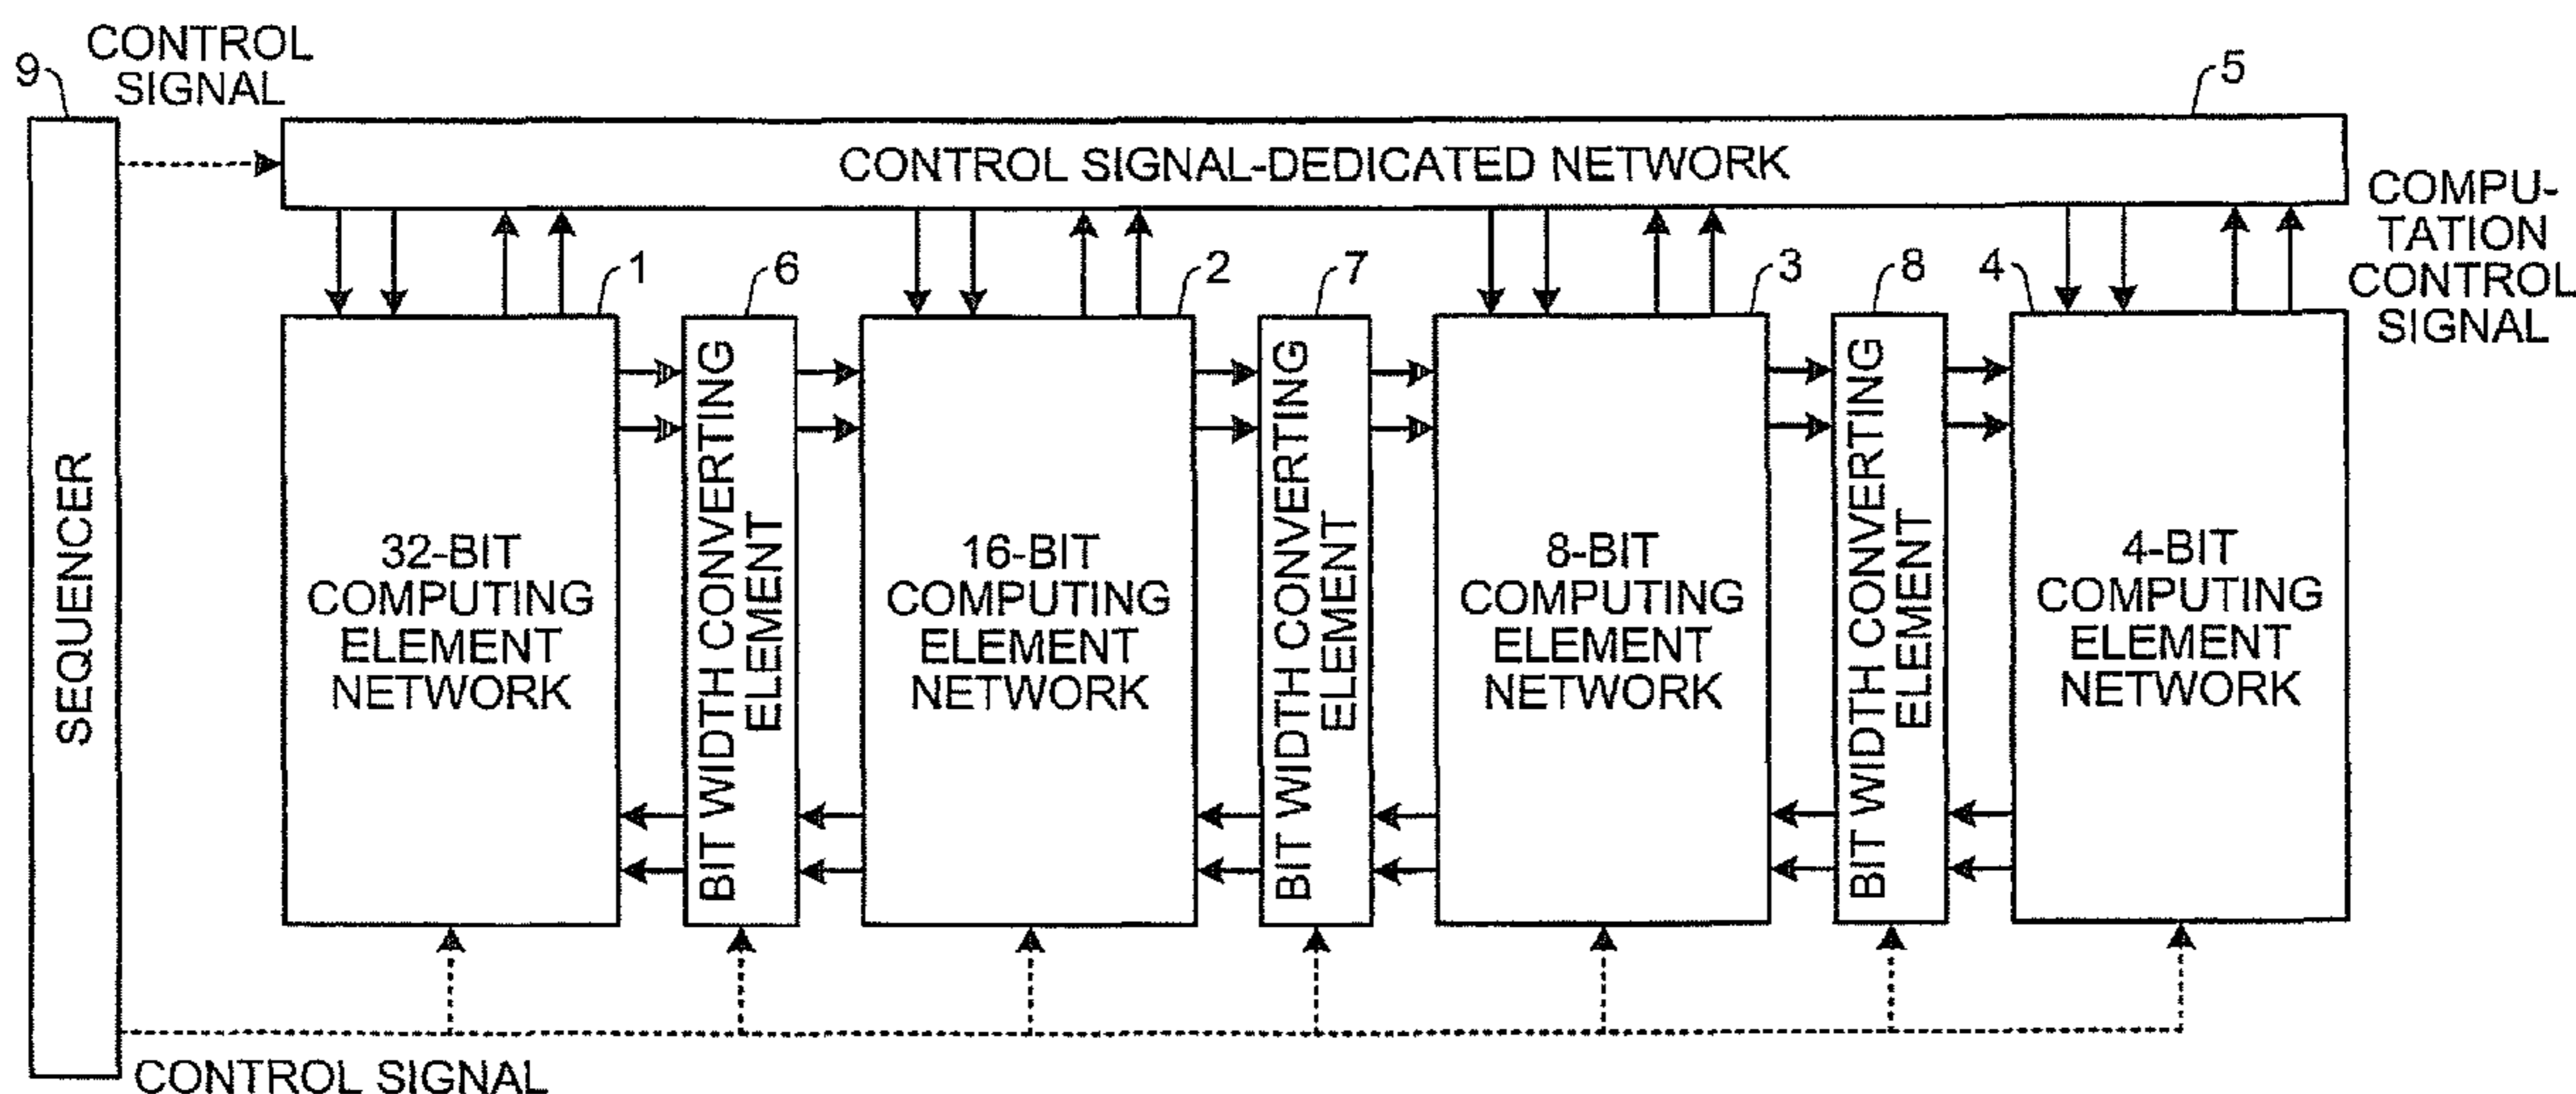 CONTROL
SIGNAL
9
5
CONTROL SIGNAL-DEDICATED NETWORK
COMPU-
TATION
CONTROL
SIGNAL
1
6
2
7
3
8
4
SEQUENCER
32-BIT
COMPUTING
ELEMENT
NETWORK
BIT WIDTH CONVERTING
ELEMENT
16-BIT
COMPUTING
ELEMENT
NETWORK
BIT WIDTH CONVERTING
ELEMENT
8-BIT
COMPUTING
ELEMENT
NETWORK
BIT WIDTH CONVERTING
ELEMENT
4-BIT
COMPUTING
ELEMENT
NETWORK
CONTROL SIGNAL